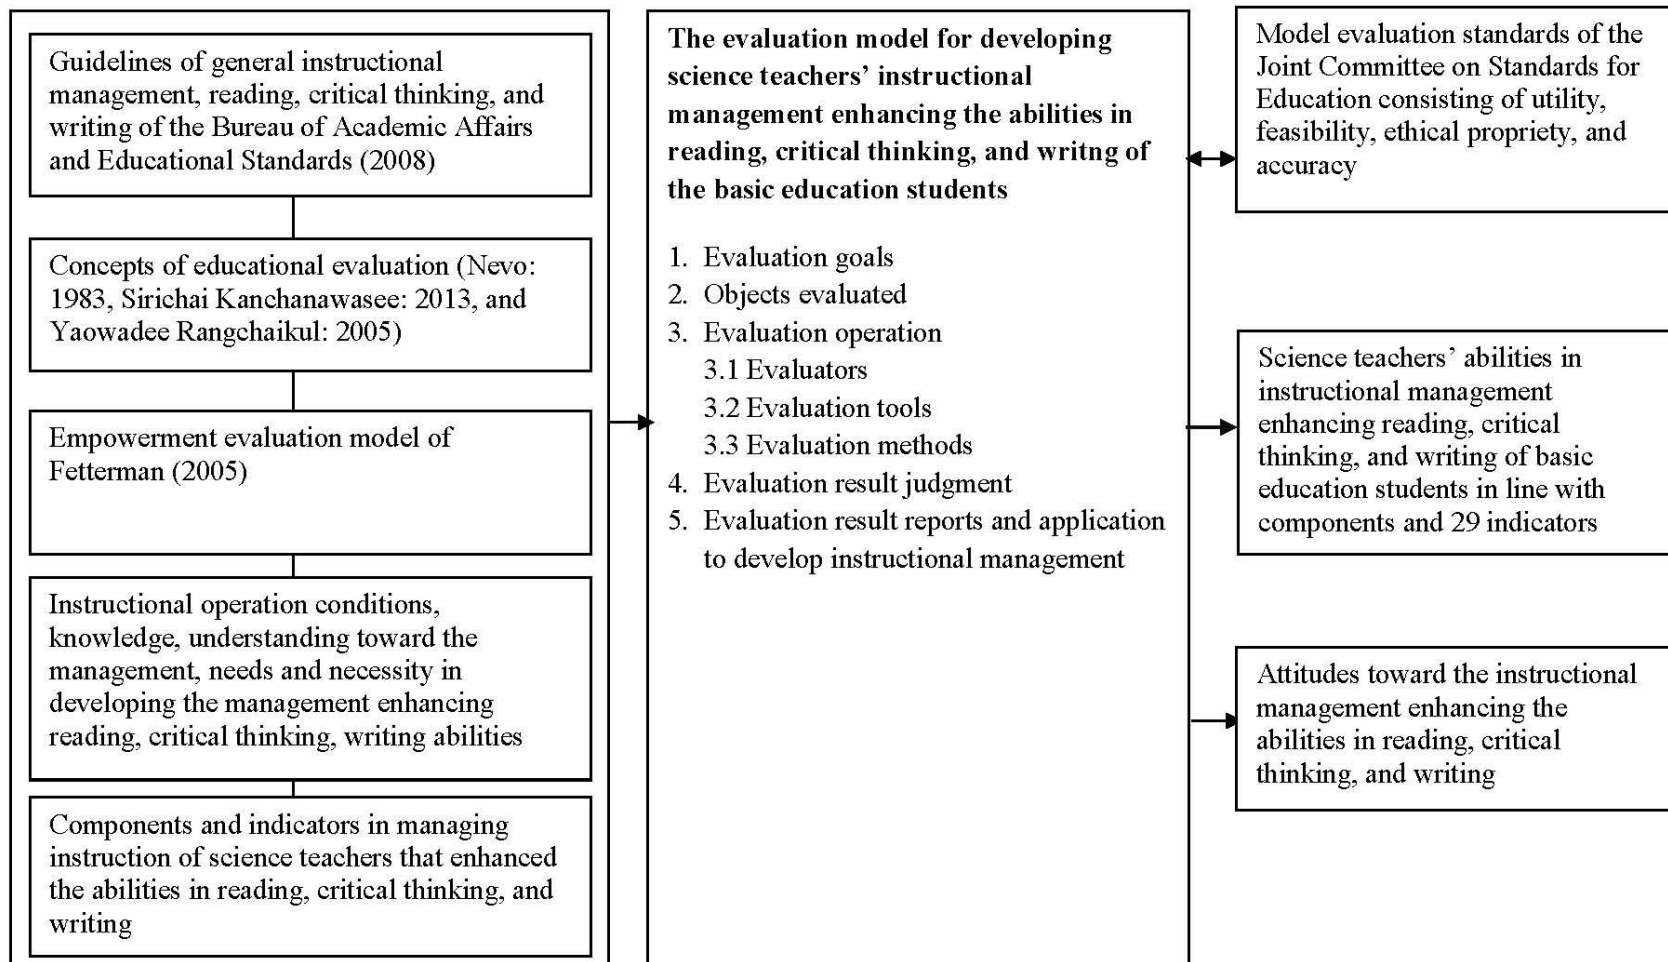 Guidelines of general instructional
management, reading, critical thinking, and
writing of the Bureau of Academic Affairs
and Educational Standards (2008)
Concepts of educational evaluation (Nevo:
1983, Sirichai Kanchanawasee: 2013, and
Yaowadee Rangchaikul: 2005)
Empowerment evaluation model of
Fetterman (2005)
Instructional operation conditions,
knowledge, understanding toward the
management, needs and necessity in
developing the management enhancing
reading, critical thinking, writing abilities
Components and indicators in managing
instruction of science teachers that enhanced
the abilities in reading, critical thinking, and
writing
The evaluation model for developing
science teachers’ instructional
management enhancing the abilities in
reading, critical thinking, and writng of
the basic education students
1. Evaluation goals
2. Objects evaluated
3. Evaluation operation
3.1 Evaluators
3.2 Evaluation tools
3.3 Evaluation methods
4. Evaluation result judgment
5. Evaluation result reports and application
to develop instructional management
Model evaluation standards of the
Joint Committee on Standards for
Education consisting of utility,
feasibility, ethical propriety, and
accuracy
Science teachers’ abilities in
instructional management
enhancing reading, critical
thinking, and writing of basic
education students in line with
components and 29 indicators
Attitudes toward the instructional
management enhancing the
abilities in reading, critical
thinking, and writing